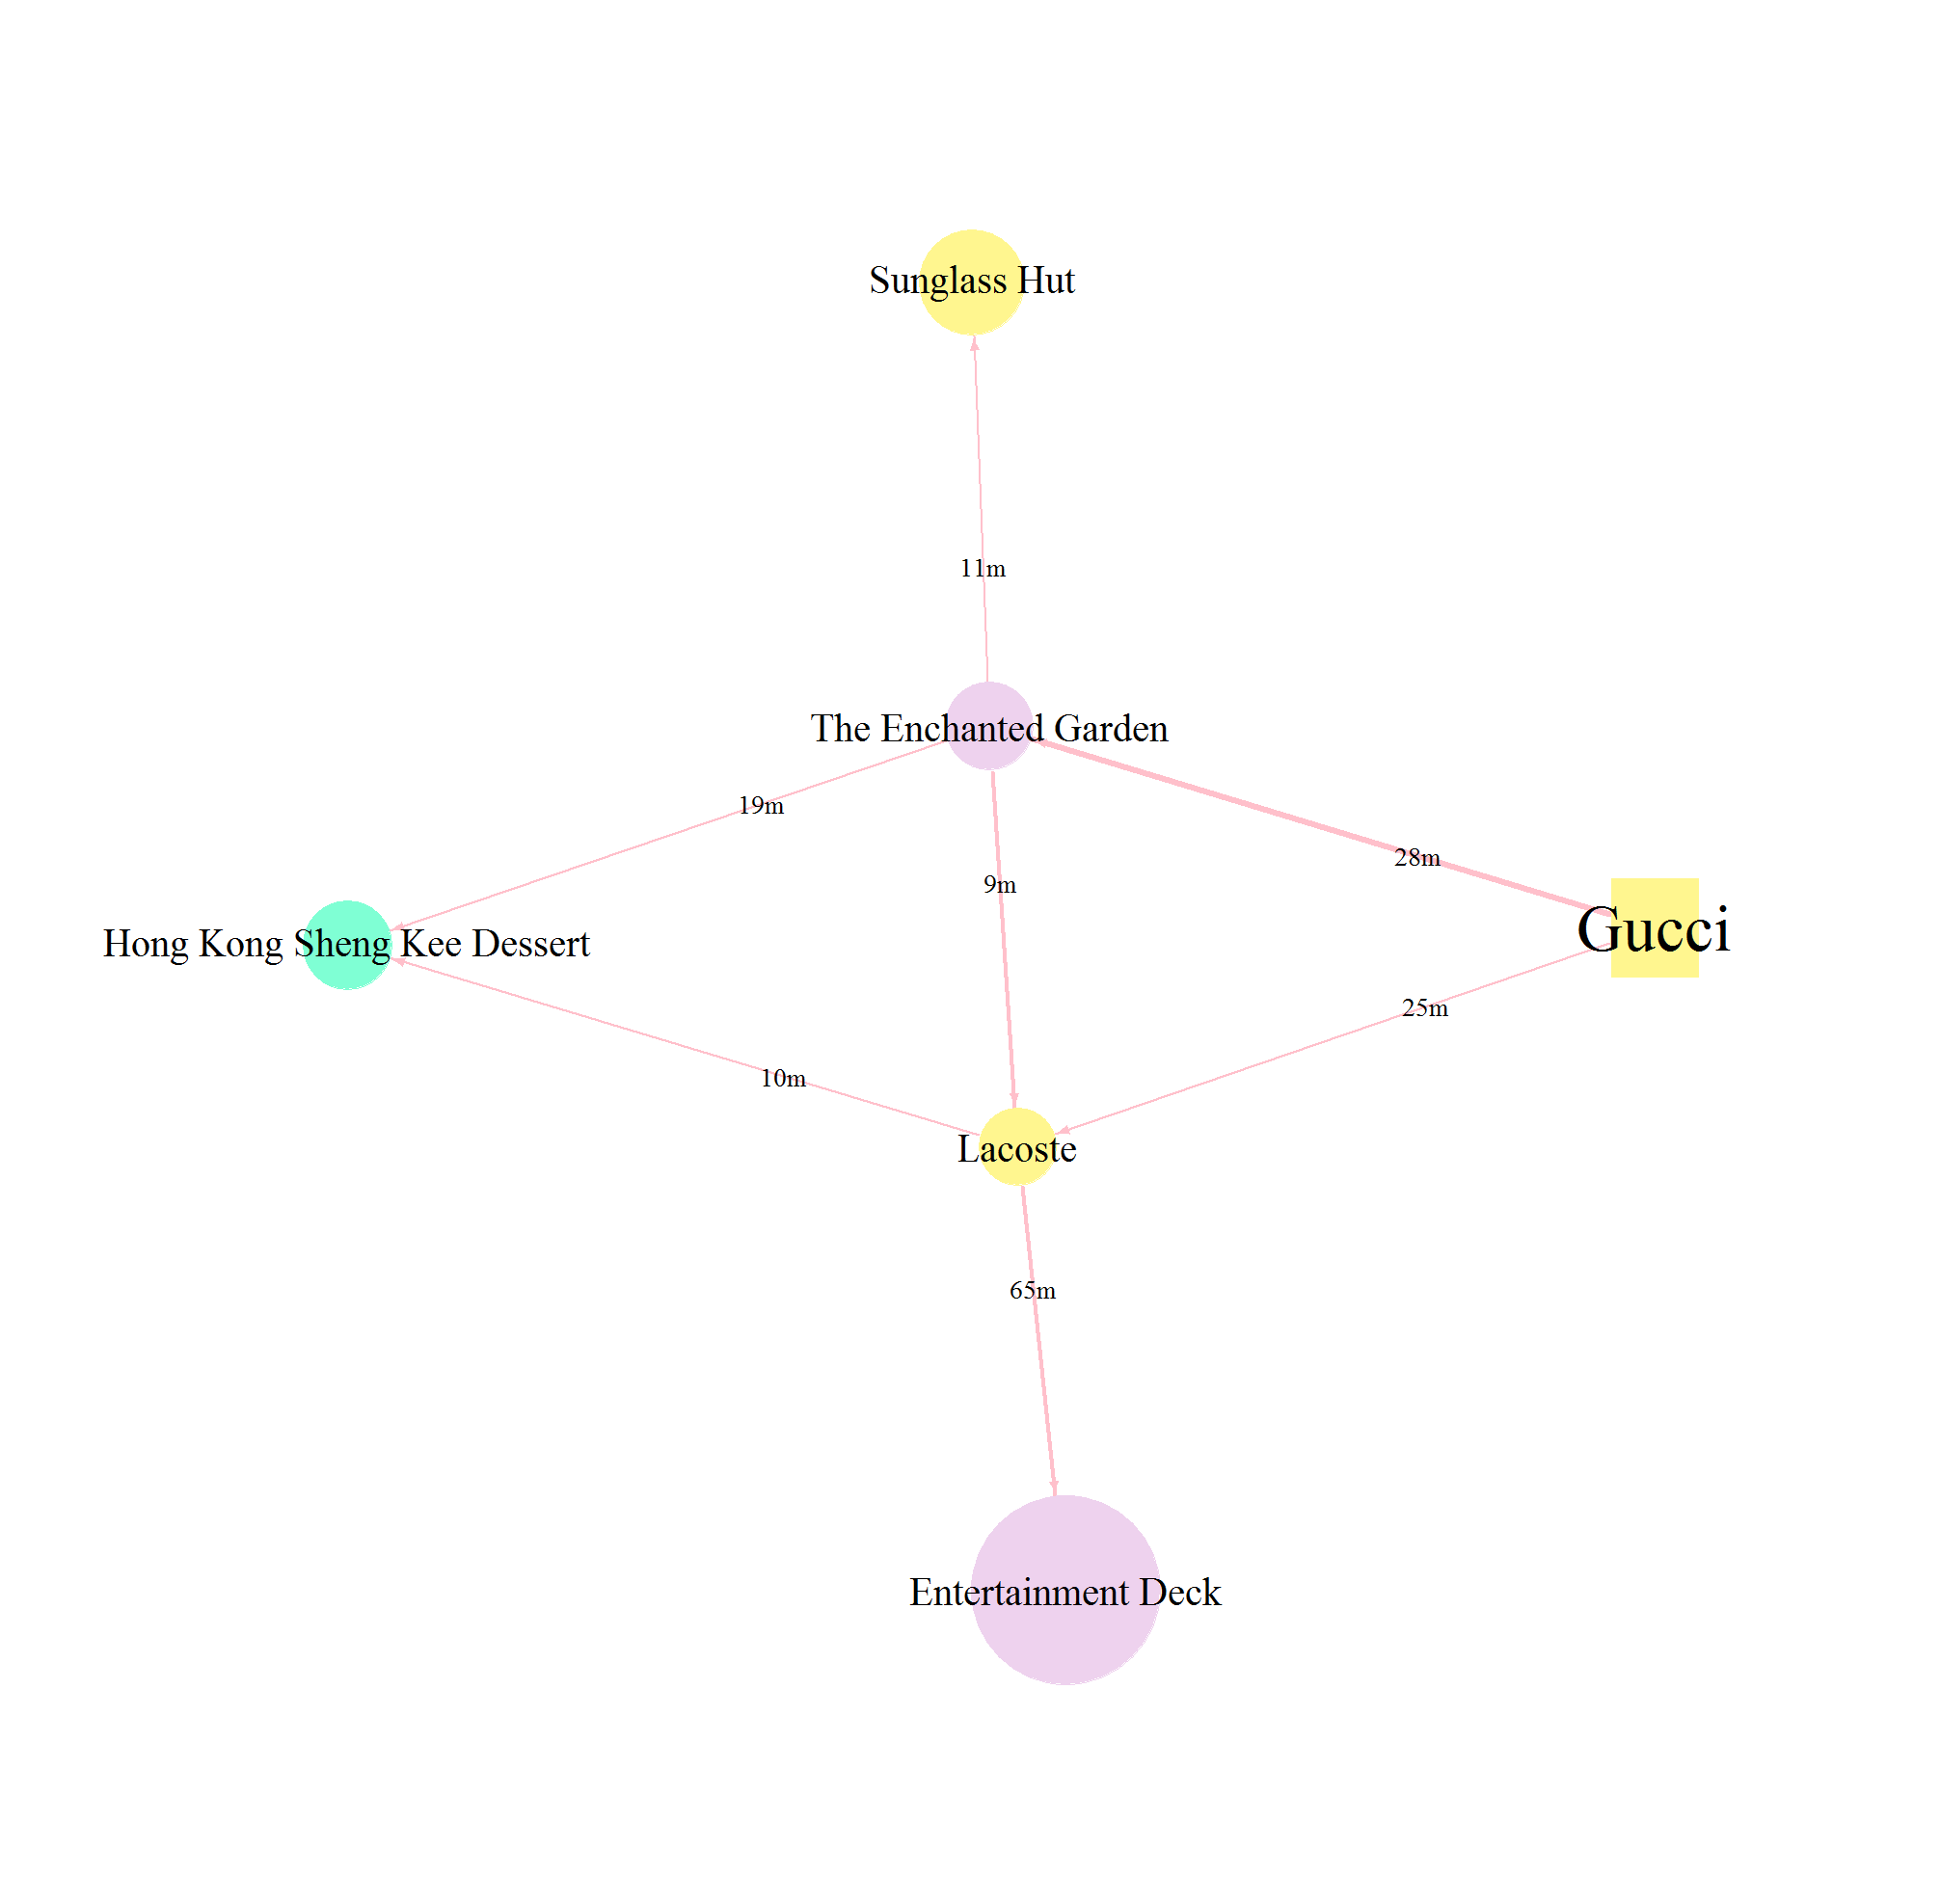 Sunglass Hut
11m
The Enchanted Garden
19m
28m
9m
Gucci
Hong Kong Sheng Kee Dessert
25m
10m
Lacoste
65m
Entertainment Deck